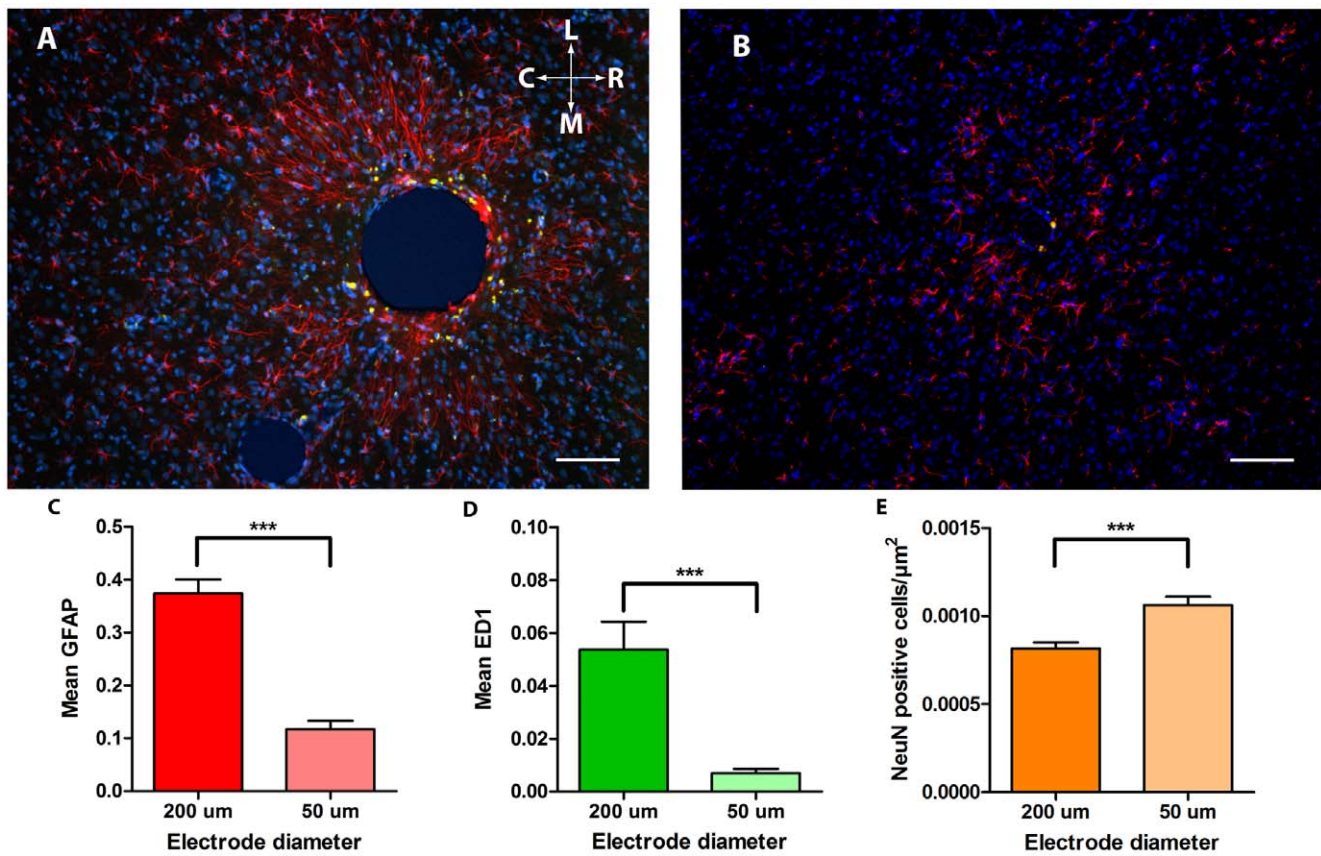 A
L
C R
M
B
C
***
Mean GFAP
0.5
0.4
0.3
0.2
0.1
0.0
200 um 50 um
Electrode diameter
D
***
Mean ED1
0.10
0.08
0.06
0.04
0.02
0.00
200 um 50 um
Electrode diameter
E
***
NeuN positive cells/µm²
0.0015
0.0010
0.0005
0.0000
200 um 50 um
Electrode diameter